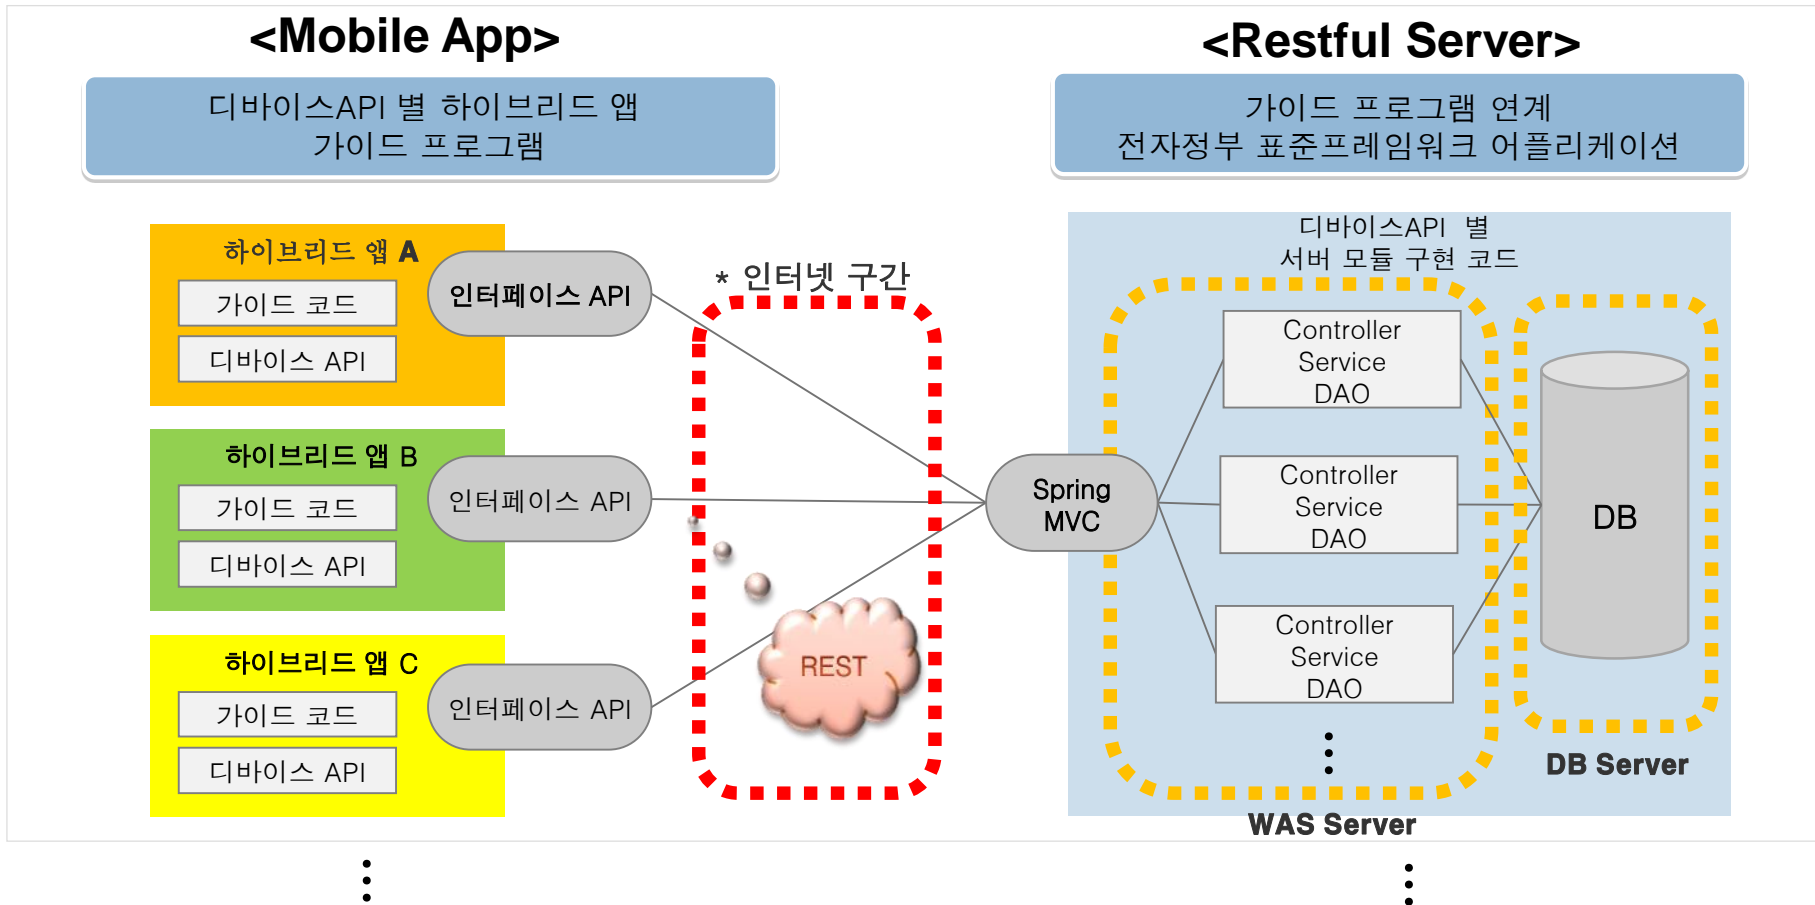 <Mobile App>
디바이스API 별 하이브리드 앱
가이드 프로그램
<Restful Server>
가이드 프로그램 연계
전자정부 표준프레임워크 어플리케이션
하이브리드 앱 A
가이드 코드
디바이스 API
인터페이스 API
하이브리드 앱 B
가이드 코드
디바이스 API
인터페이스 API
하이브리드 앱 C
가이드 코드
디바이스 API
인터페이스 API
* 인터넷 구간
REST
Spring
MVC
디바이스API 별
서버 모듈 구현 코드
Controller
Service
DAO
Controller
Service
DAO
Controller
Service
DAO
WAS Server
DB
DB Server